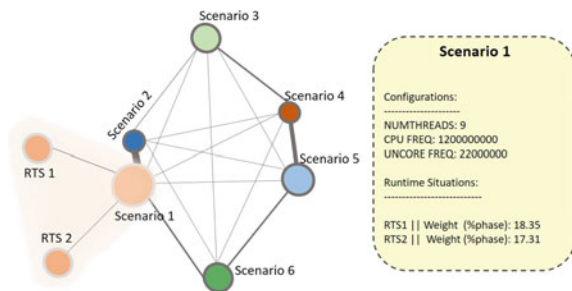 Scenario 3
Scenario 2
Scenario 4
RTS 1
Scenario 5
Scenario 1
RTS 2
Scenario 6
Scenario 1
Configurations:
----------------------
NUMTHREADS: 9
CPU FREQ: 1200000000
UNCORE FREQ: 22000000
Runtime Situations:
---------------------------
RTS1 || Weight (%phase): 18.35
RTS2 || Weight (%phase): 17.31